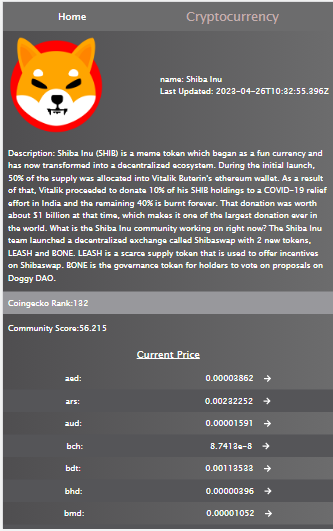 Home Cryptocurrency
name: Shiba Inu
Last Updated: 2023-04-26T10:32:55.396Z
Description: Shiba Inu (SHIB) is a meme token which began as a fun currency and
has now transformed into a decentralized ecosystem. During the initial launch,
50% of the supply was allocated into Vitalik Buterin's ethereum wallet. As a result
of that, Vitalik proceeded to donate 10% of his SHIB holdings to a COVID-19 relief
effort in India and the remaining 40% is burnt forever. That donation was worth
about $1 billion at that time, which makes it one of the largest donation ever in
the world. What is the Shiba Inu community working on right now? The Shiba Inu
team launched a decentralized exchange called Shibaswap with 2 new tokens,
LEASH and BONE. LEASH is a scarce supply token that is used to offer incentives
on Shibaswap. BONE is the governance token for holders to vote on proposals on
Doggy DAO.
Coingecko Rank:132
Community Score:56.215
Current Price
aed: 0.00003862 →
ars: 0.00232252 →
aud: 0.00001591 →
bch: 8.7413e-8 →
bdt: 0.00113533 →
bhd: 0.00000396 →
bmd: 0.00001052 →